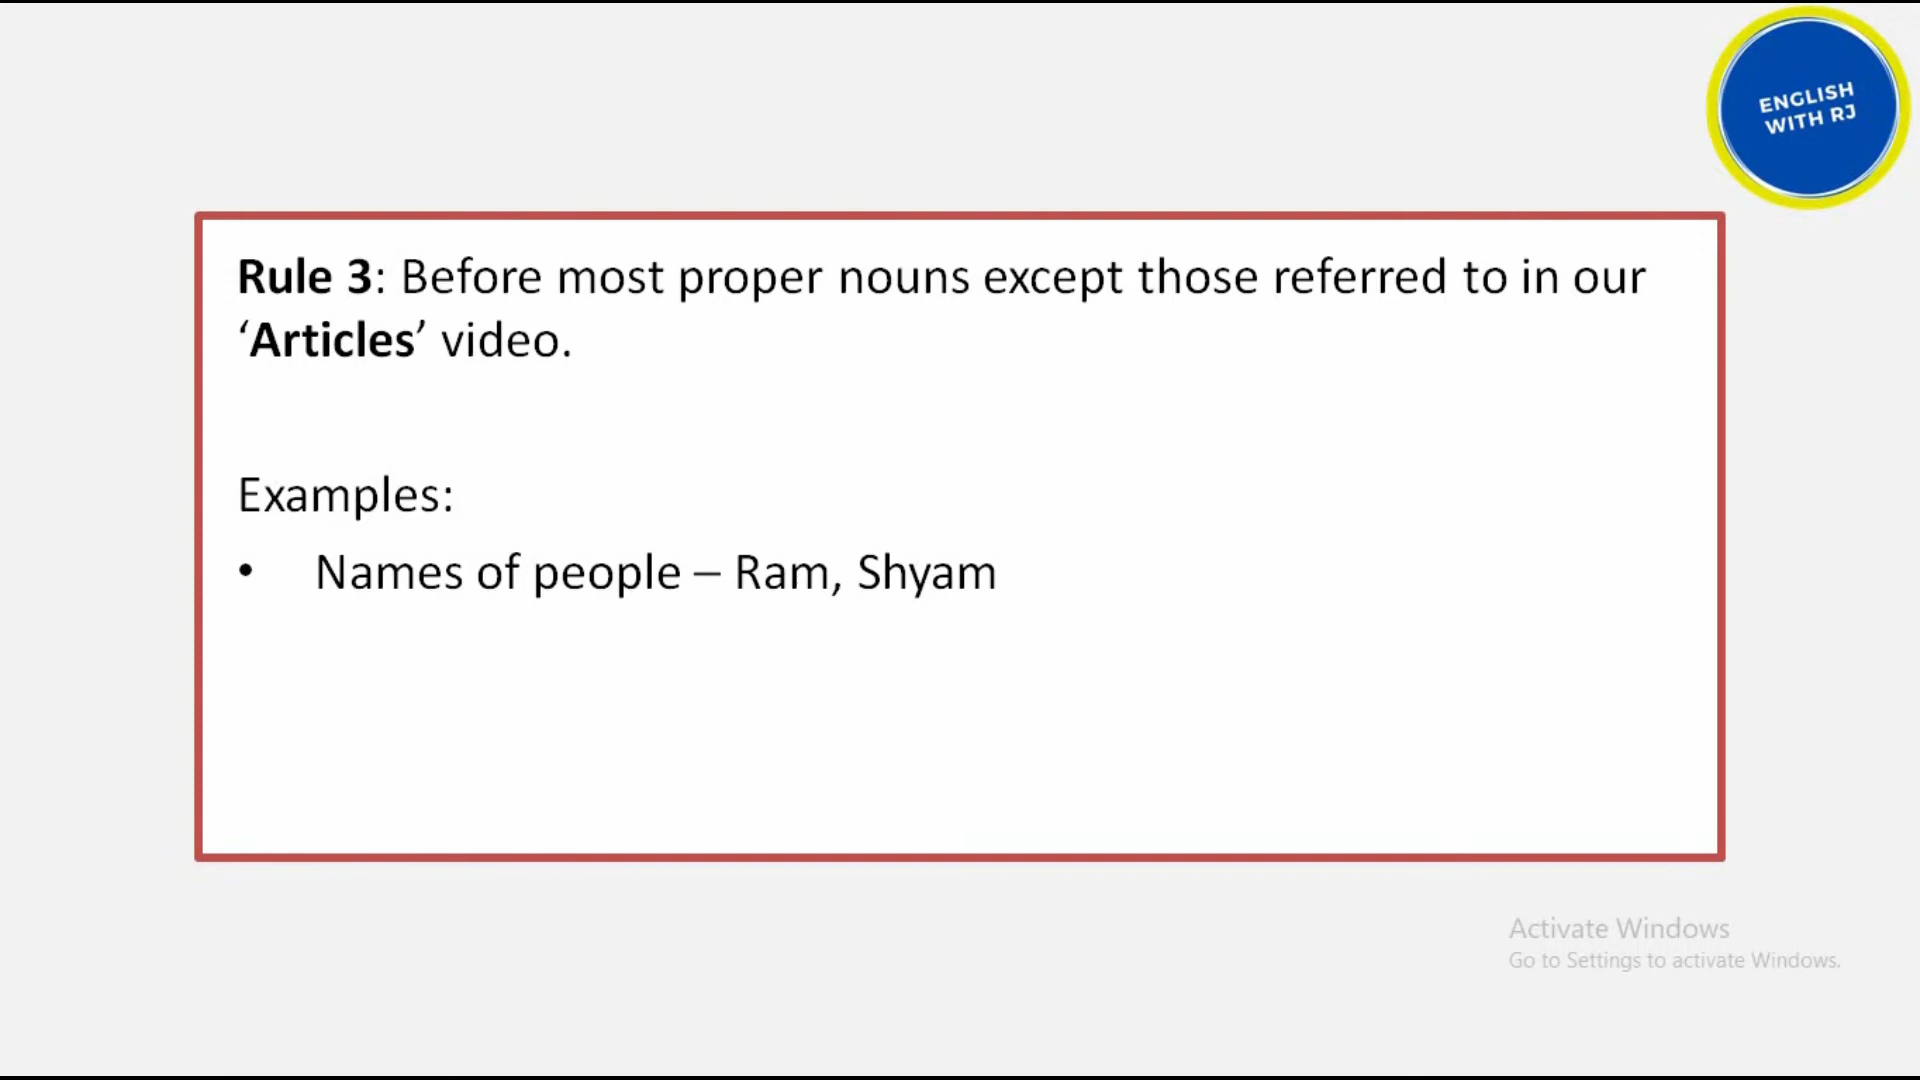 ENGLISH
WITH RJ
Rule 3: Before most proper nouns except those referred to in our
‘Articles’ video.
Examples:
• Names of people – Ram, Shyam
Activate Windows
Go to Settings to activate Windows.